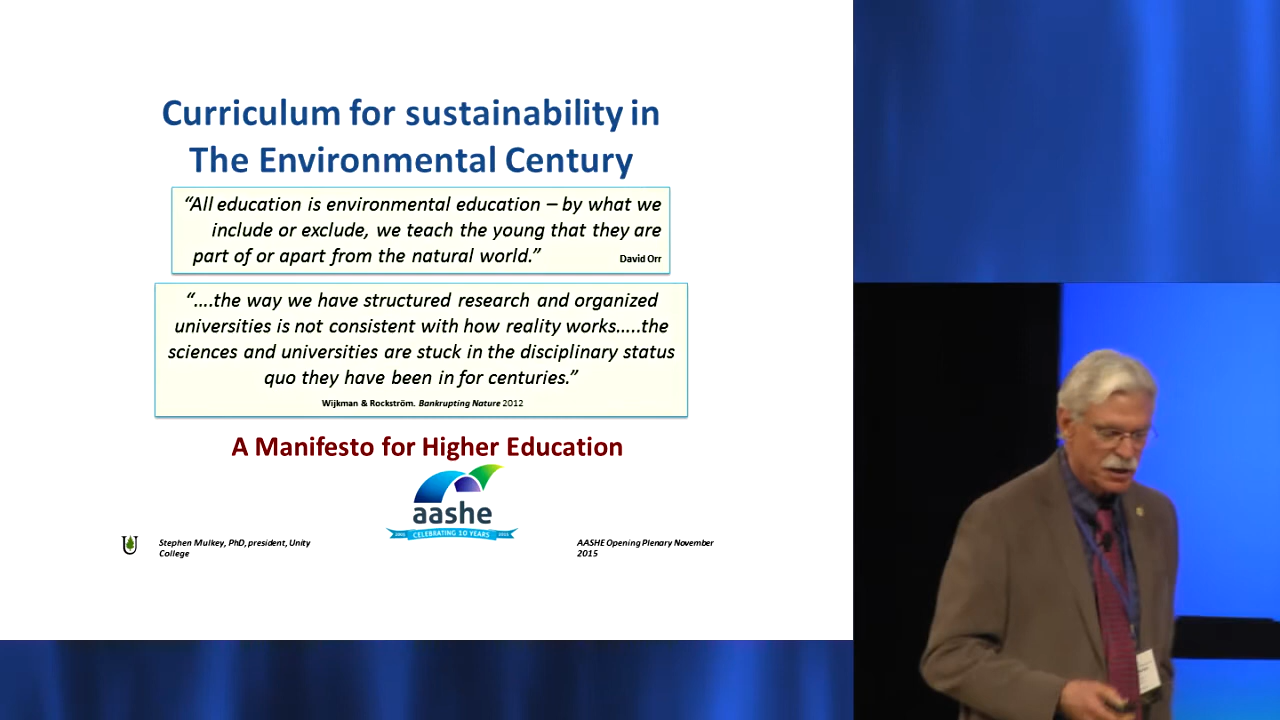 Curriculum for sustainability in
The Environmental Century
“All education is environmental education – by what we
include or exclude, we teach the young that they are
part of or apart from the natural world.” David Orr
“….the way we have structured research and organized
universities is not consistent with how reality works…..the
sciences and universities are stuck in the disciplinary status
quo they have been in for centuries.”
Wijkman & Rockström. Bankrupting Nature 2012
A Manifesto for Higher Education
aashe
2005 CELEBRATING 10 YEARS 2015
Stephen Mulkey, PhD, president, Unity
College
AASHE Opening Plenary November
2015